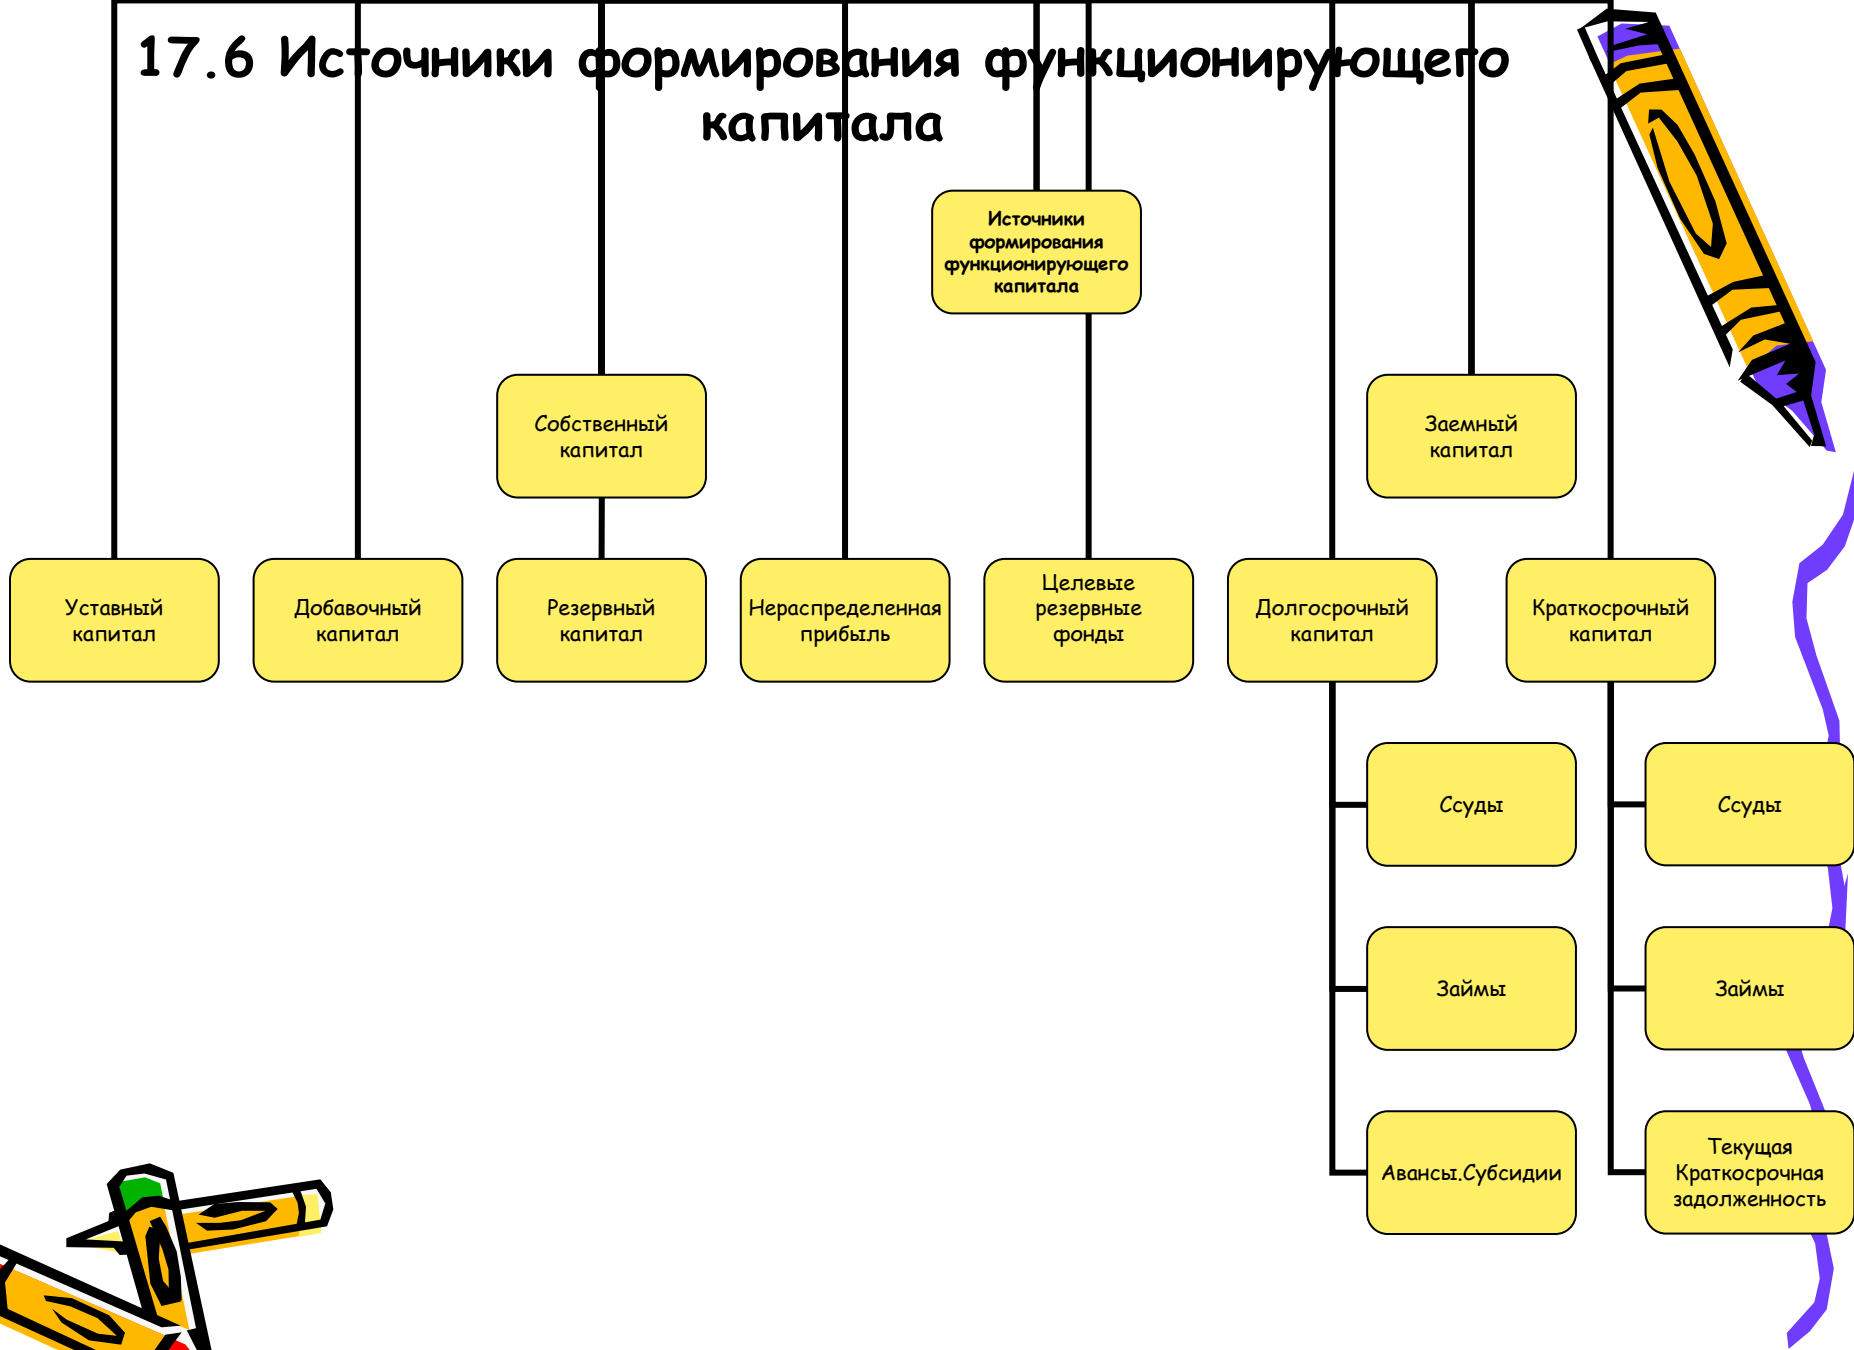 17.6 Источники формирования функционирующего
капитала
Источники
формирования
функционирующего
капитала
Собственный
капитал
Заемный
капитал
Уставный
капитал
Добавочный
капитал
Резервный
капитал
Нераспределенная
прибыль
Целевые
резервные
фонды
Долгосрочный
капитал
Краткосрочный
капитал
Ссуды
Ссуды
Займы
Займы
Авансы.Субсидии
Текущая
Краткосрочная
задолженность